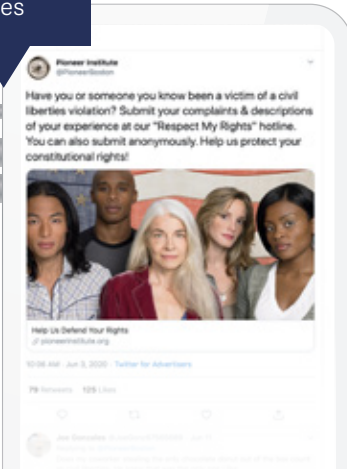 es
Pioneer Institute
@PioneerBoston
Have you or someone you know been a victim of a civil
liberties violation? Submit your complaints & descriptions
of your experience at our "Respect My Rights" hotline.
You can also submit anonymously. Help us protect your
constitutional rights!
Help Us Defend Your Rights
pioneerinstitute.org
10:06 AM · Jun 3, 2020 · Twitter for Advertisers
79 Retweets 125 Likes